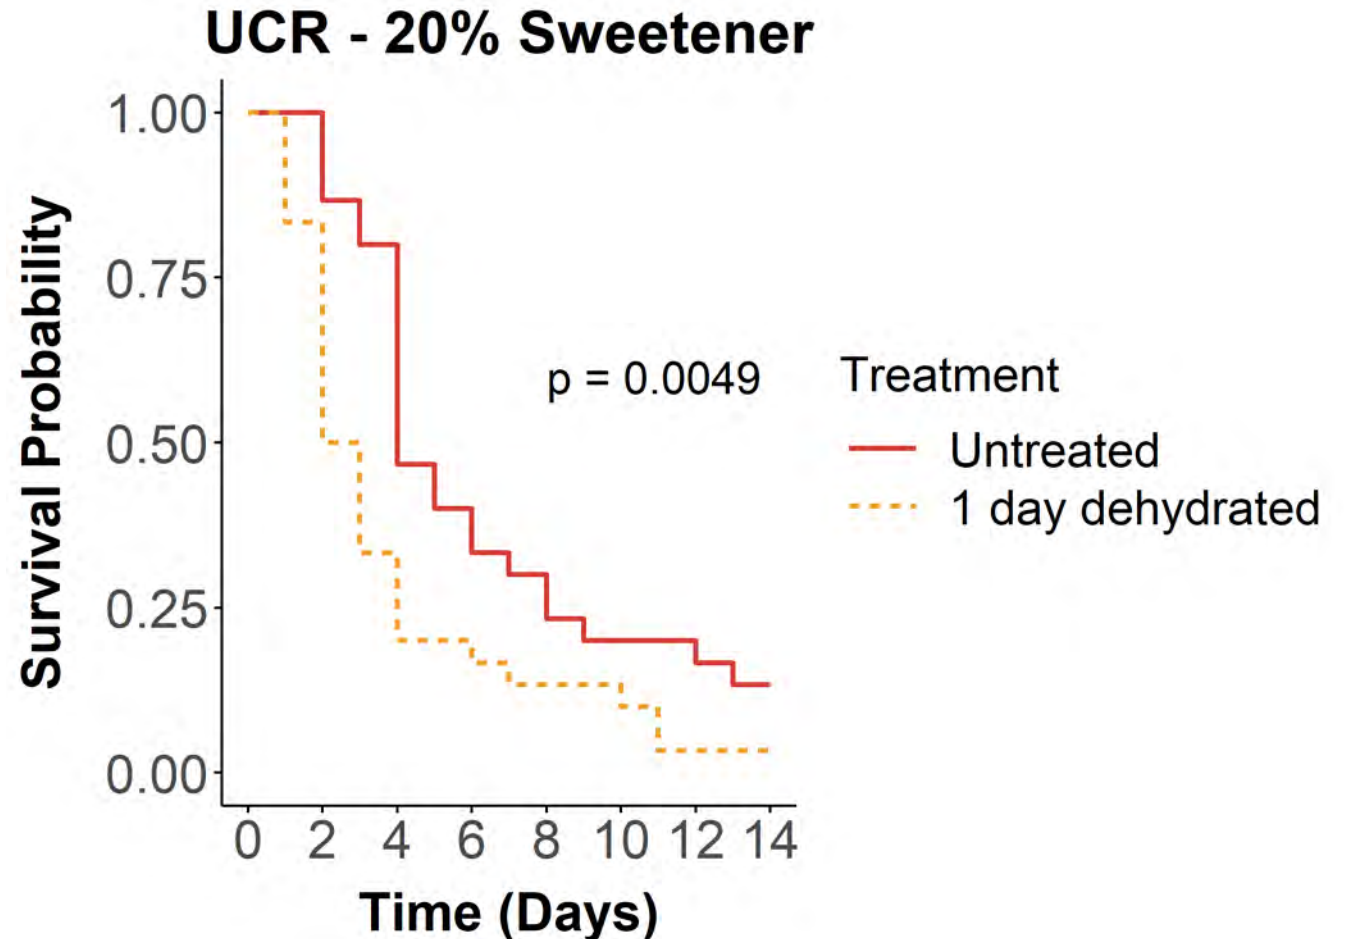 UCR - 20% Sweetener
Survival Probability
1.00
0.75
0.50
0.25
0.00
p = 0.0049
Treatment
Untreated
1 day dehydrated
0 2 4 6 8 10 12 14
Time (Days)